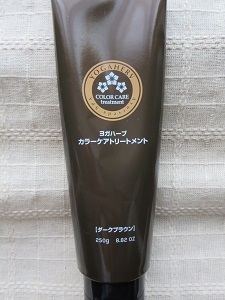 YOGAHERB
COLOR CARE
treatment
ヨガハーブ
カラーケアトリートメント
[ダークブラウン]
250g 8.82 OZ